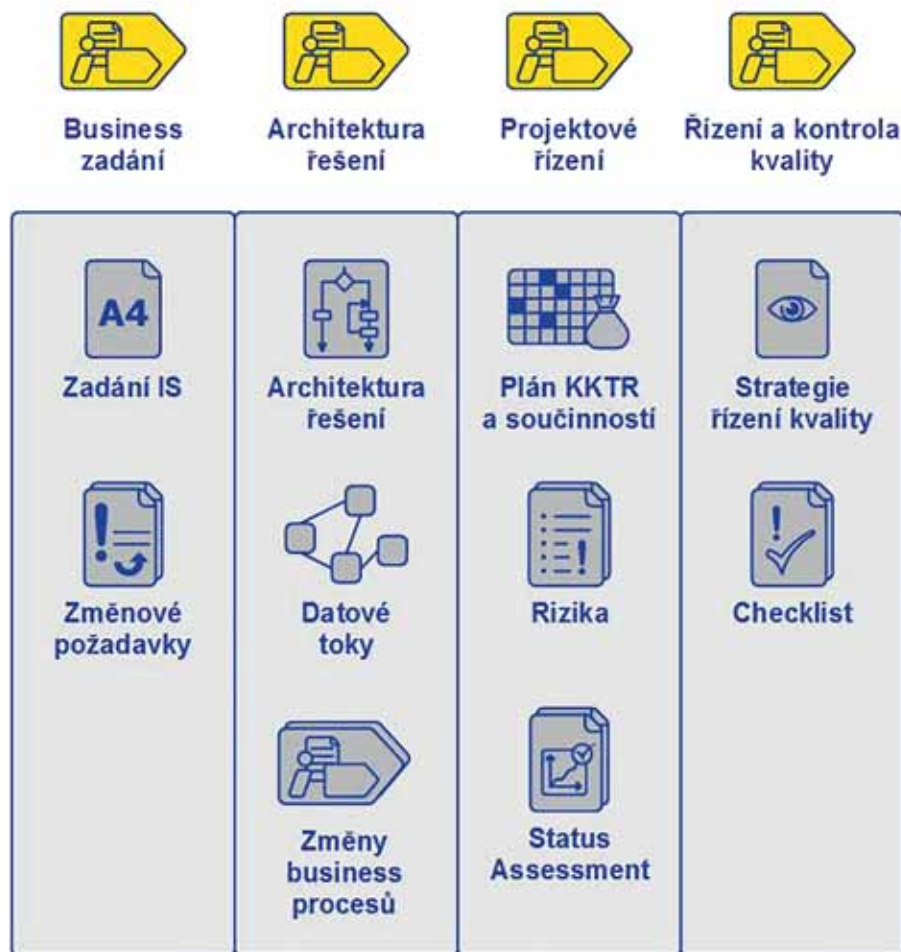 Business
zadání
Architektura
řešení
Projektové
řízení
Řízení a kontrola
kvality
A4
Zadání IS
Změnové
požadavky
Architektura
řešení
Datové
toky
Změny
business
procesů
Plán KKTR
a součinností
Rizika
Status
Assessment
Strategie
řízení kvality
Checklist